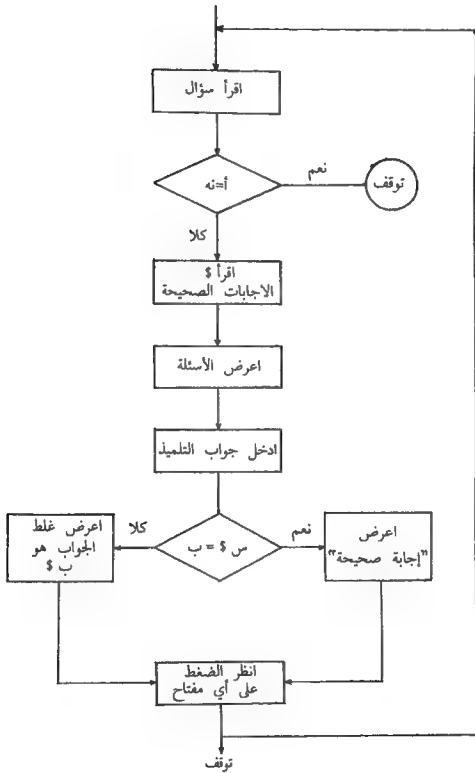 اقرأ سؤال
أ=نه
نعم
توقف
كلا
اقرأ $
الاجابات الصحيحة
اعرض الأسئلة
ادخل جواب التلميذ
س $ = ب
نعم
اعرض
"إجابة صحيحة"
كلا
اعرض غلط
الجواب هو
ب $
انظر الضغط
على أي مفتاح
توقف